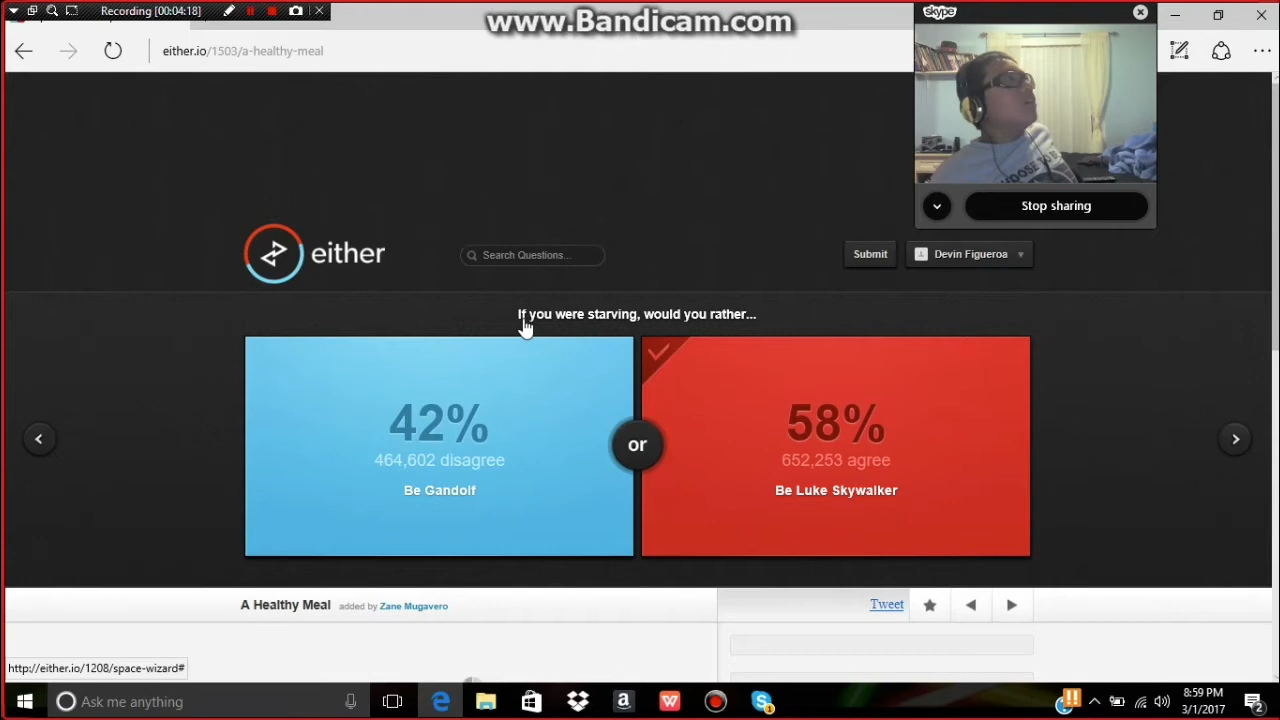 Recording [00:04:18]
www.Bandicam.com
skype
either.io/1503/a-healthy-meal
Stop sharing
either
Search Questions...
Submit
Devin Figueroa
If you were starving, would you rather...
42%
464,602 disagree
Be Gandolf
or
58%
652,253 agree
Be Luke Skywalker
A Healthy Meal added by Zane Mugavero
Tweet
http://either.io/1208/space-wizard#
Ask me anything
8:59 PM
3/1/2017